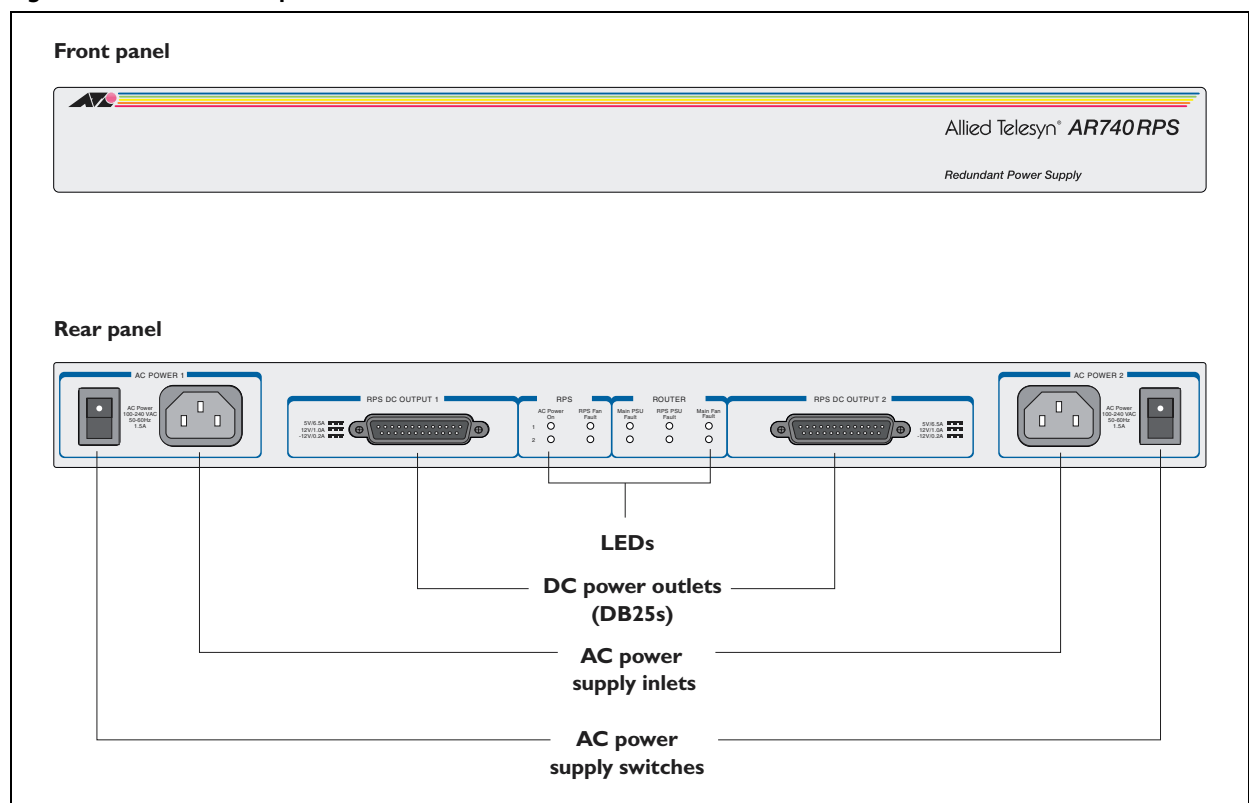 Front panel
Allied Telesyn® AR740 RPS
Redundant Power Supply
Rear panel
AC POWER 1
AC Power
100-240 VAC
50-60Hz
1.5A
RPS DC OUTPUT 1
5V/6.5A
12V/1.0A
-12V/0.2A
RPS
AC Power
On
RPS Fan
Fault
1
2
ROUTER
Main PSU
Fault
RPS PSU
Fault
Main Fan
Fault
RPS DC OUTPUT 2
5V/6.5A
12V/1.0A
-12V/0.2A
AC POWER 2
AC Power
100-240 VAC
50-60Hz
1.5A
LEDs
DC power outlets
(DB25s)
AC power
supply inlets
AC power
supply switches